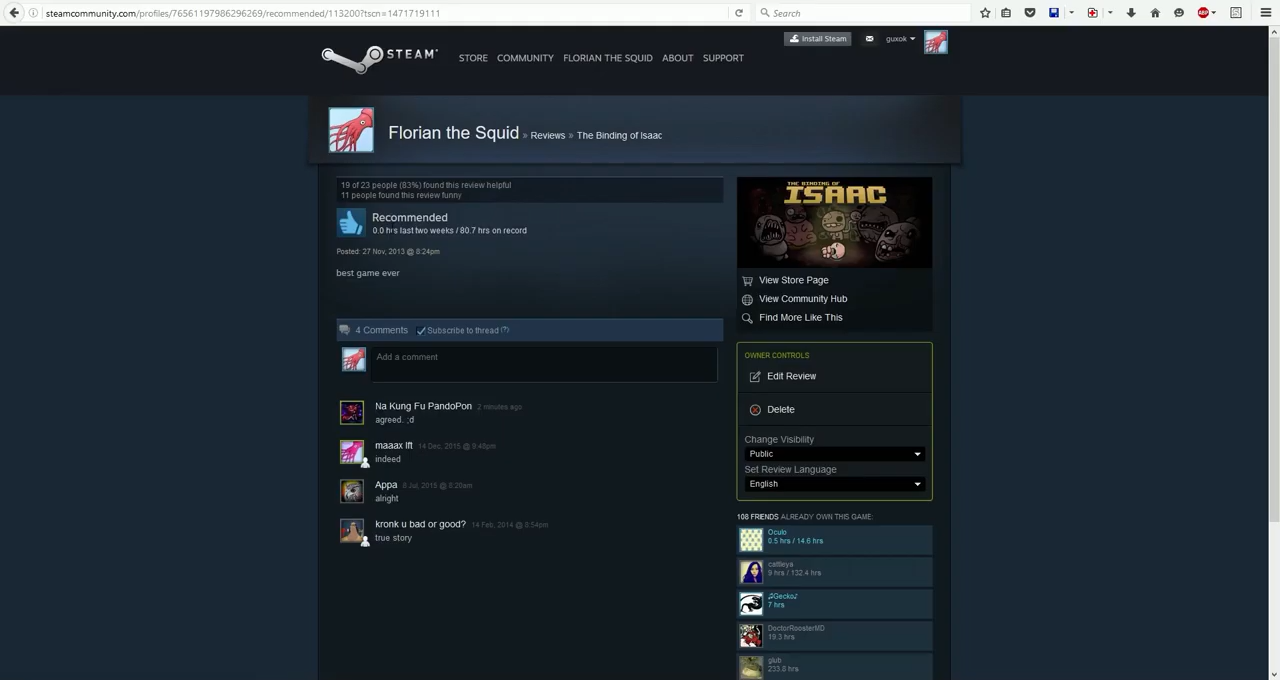 steamcommunity.com/profiles/76561197986296269/recommended/113200?tscn=1471719111
Search
Install Steam
guxok
STEAM
STORE COMMUNITY FLORIAN THE SQUID ABOUT SUPPORT
Florian the Squid » Reviews » The Binding of Isaac
19 of 23 people (83%) found this review helpful
11 people found this review funny
Recommended
0.0 hrs last two weeks / 80.7 hrs on record
Posted: 27 Nov, 2013 @ 8:24pm
best game ever
4 Comments Subscribe to thread (?)
Add a comment
Na Kung Fu PandoPon 2 minutes ago
agreed. ;d
maaax lft 14 Dec, 2015 @ 9:48pm
indeed
Appa 8 Jul, 2015 @ 8:20am
alright
kronk u bad or good? 14 Feb, 2014 @ 8:54pm
true story
THE BINDING OF
ISAAC
View Store Page
View Community Hub
Find More Like This
OWNER CONTROLS
Edit Review
Delete
Change Visibility
Public
Set Review Language
English
108 FRIENDS ALREADY OWN THIS GAME:
Oculo
0.5 hrs / 14.6 hrs
cattleya
9 hrs / 132.4 hrs
♫Gecko♪
7 hrs
DoctorRoosterMD
19.3 hrs
glub
233.8 hrs